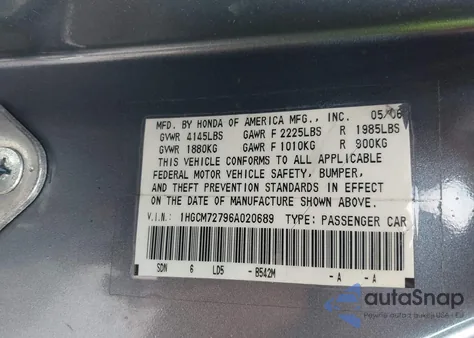 MFD. BY HONDA OF AMERICA MFG., INC. 05/06
GVWR 4145LBS GAWR F 2225LBS R 1985LBS
GVWR 1880KG GAWR F 1010KG R 900KG
THIS VEHICLE CONFORMS TO ALL APPLICABLE
FEDERAL MOTOR VEHICLE SAFETY, BUMPER,
AND THEFT PREVENTION STANDARDS IN EFFECT
ON THE DATE OF MANUFACTURE SHOWN ABOVE.
V.I.N: 1HGCM72796A020689 TYPE: PASSENGER CAR
SDN 6 LD5 - B542M -A -A
autoSnap